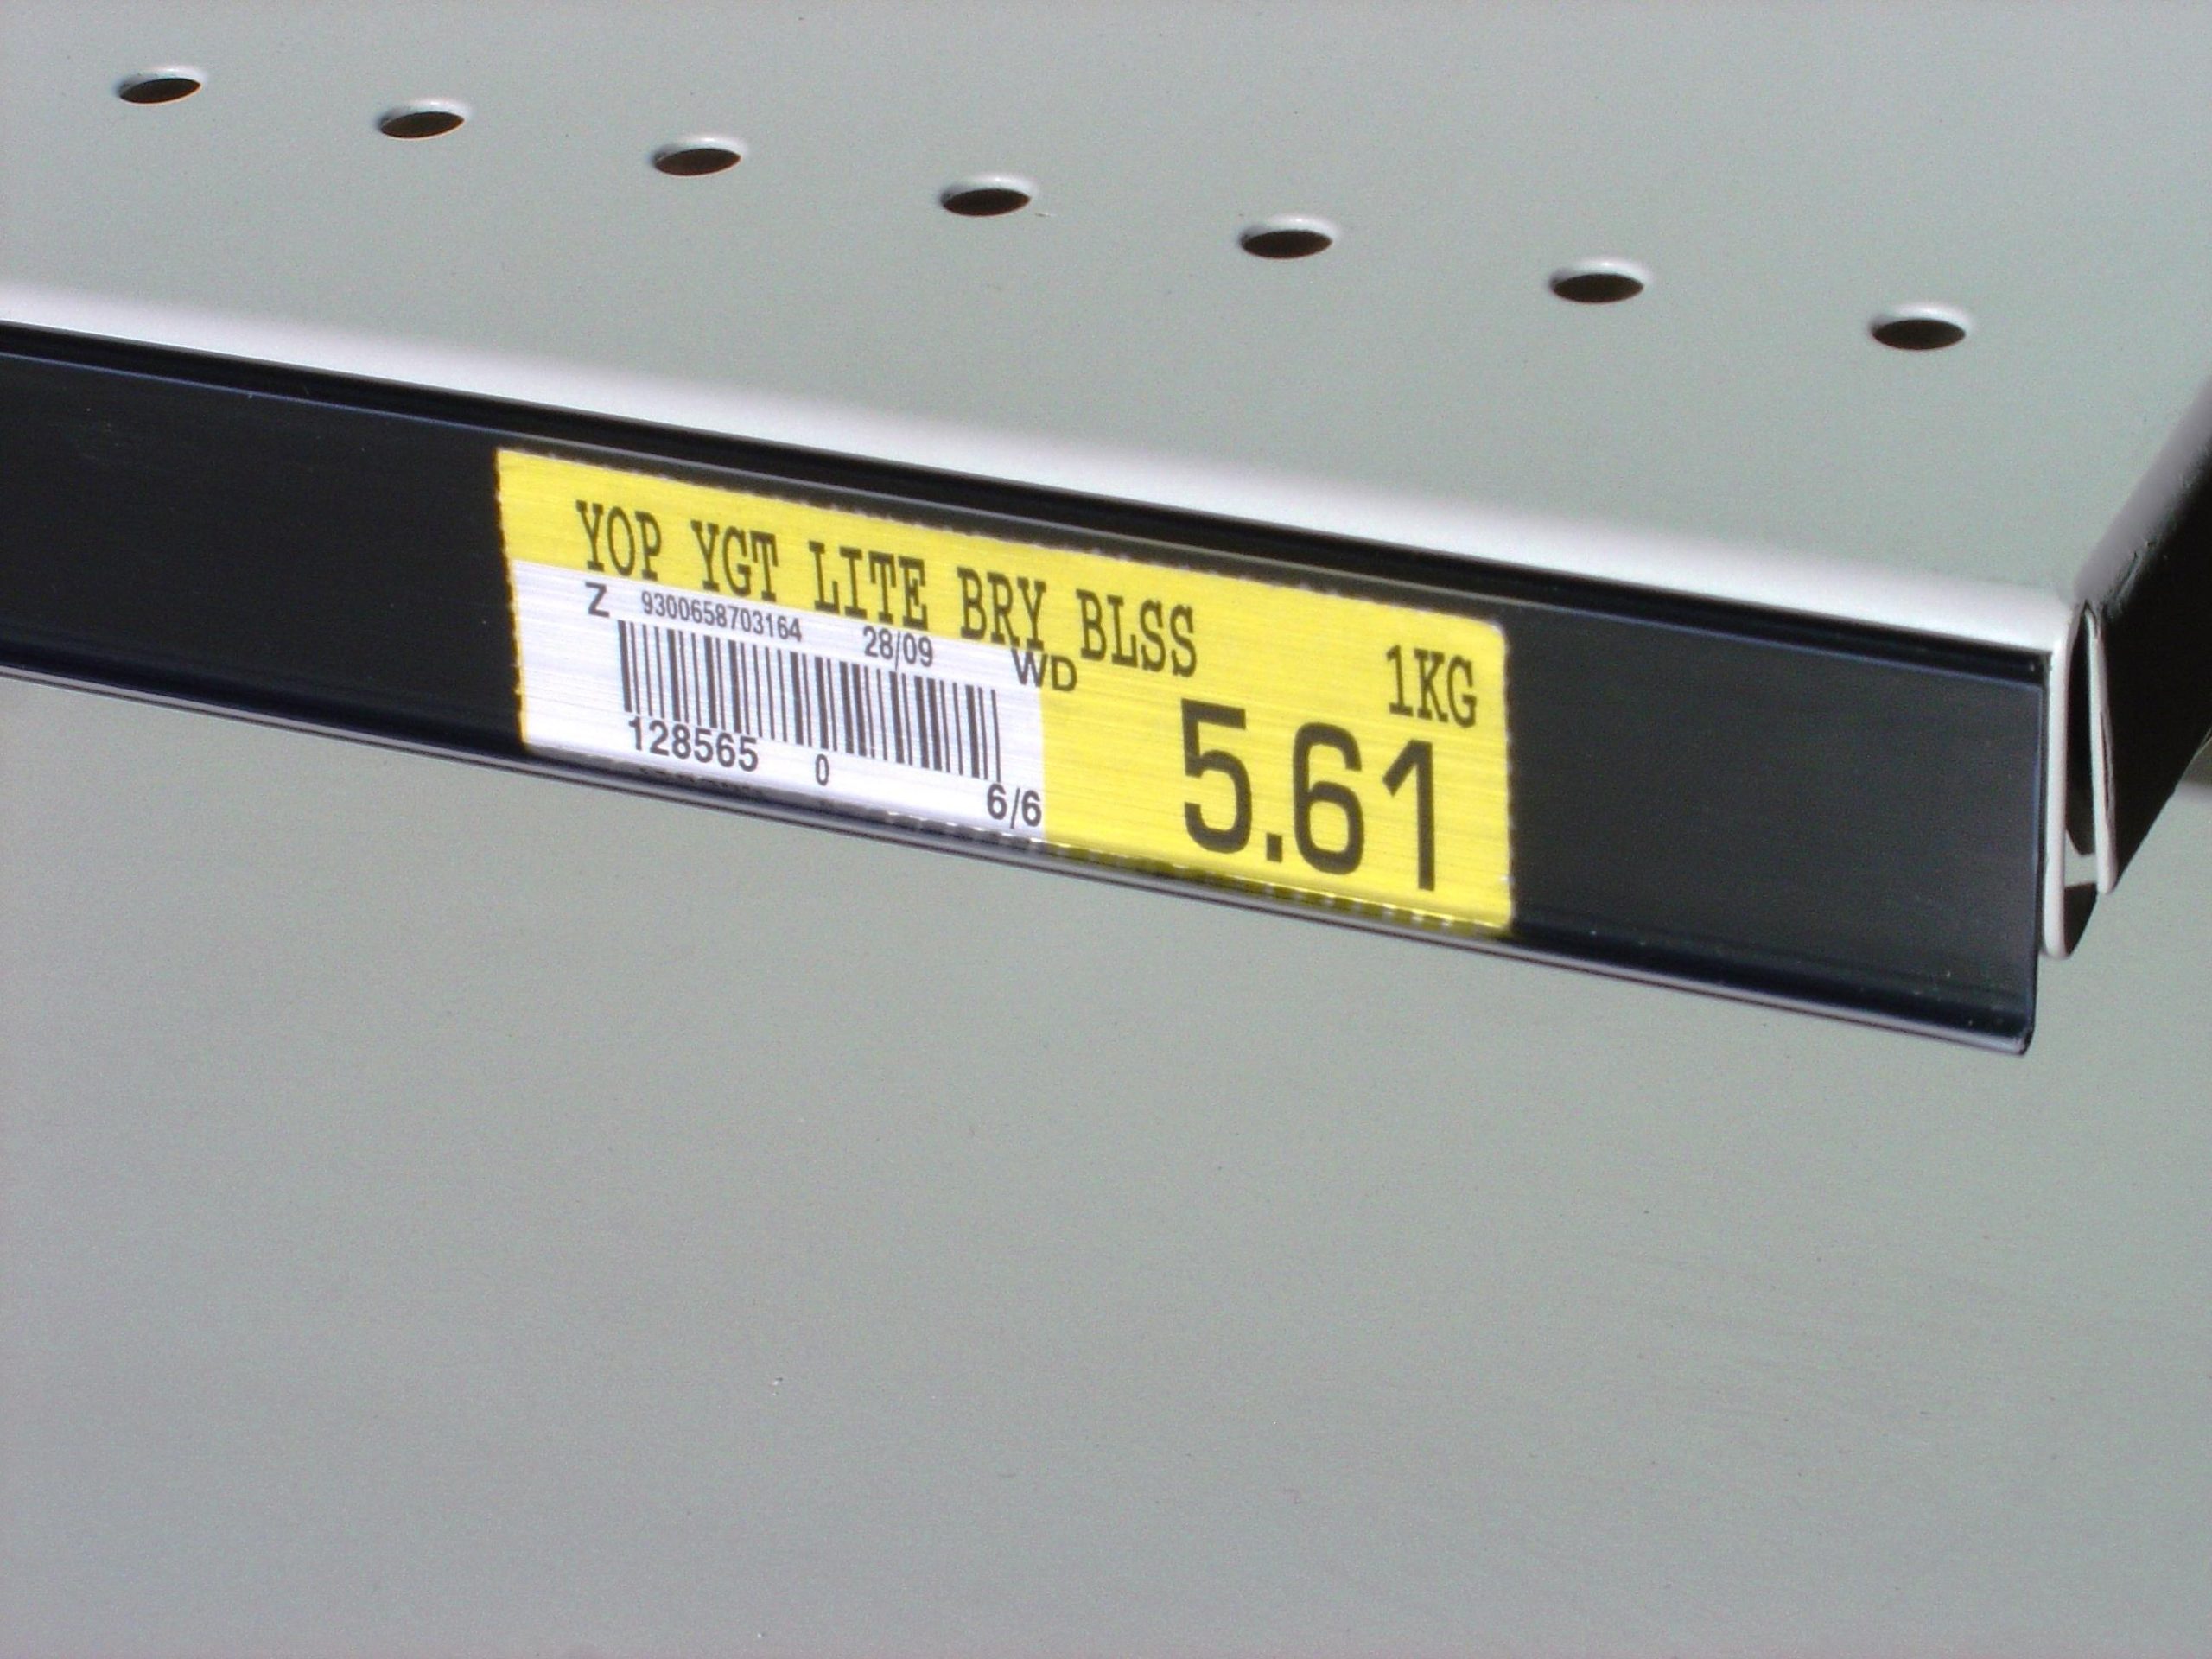 YOP YGT LITE BRY BLSS
1KG
Z 9300658703164 28/09 WD
128565 0
6/6
5.61